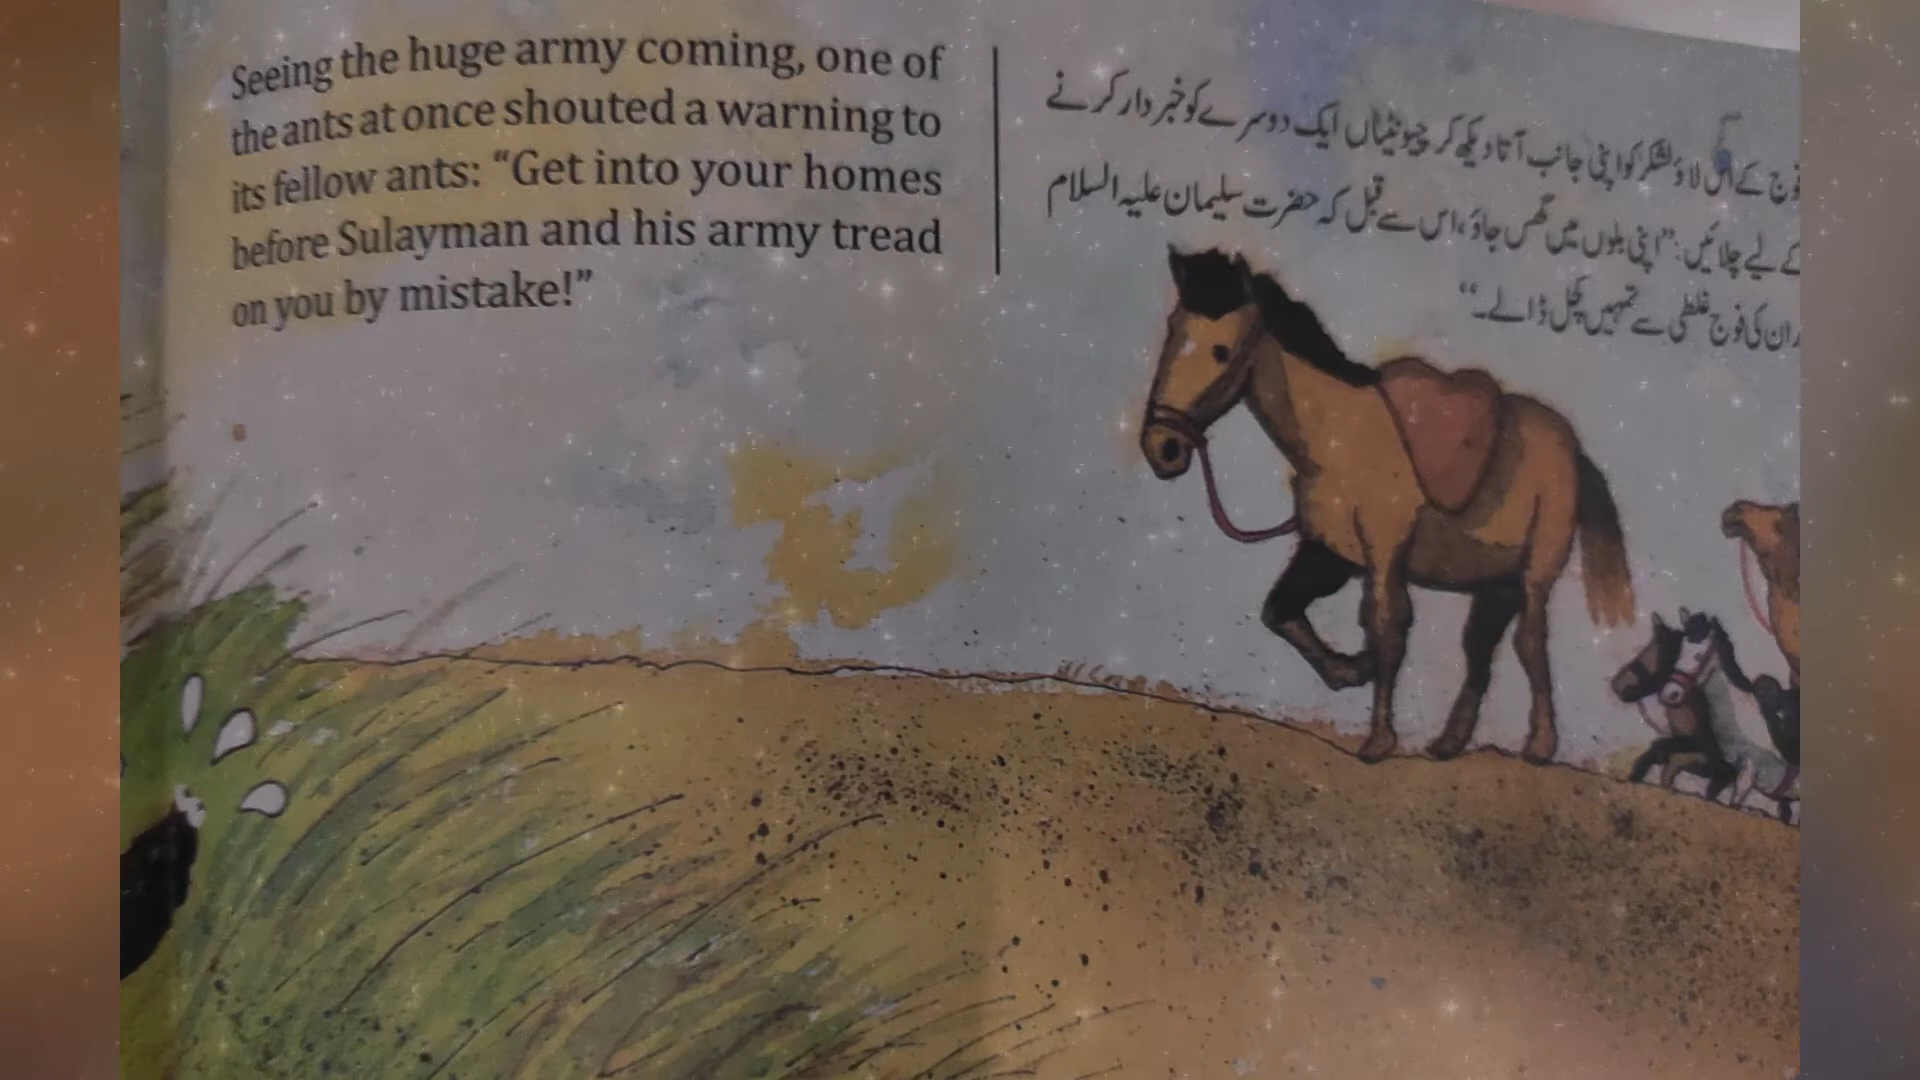 Seeing the huge army coming, one of
the ants at once shouted a warning to
its fellow ants: “Get into your homes
before Sulayman and his army tread
on you by mistake!”
فوج کے اس لاؤ لشکر کو اپنی جانب آتا دیکھ کر چیونٹیاں ایک دوسرے کو خبردار کرنے
کے لیے چلائیں: ”اپنی بلوں میں گھس جاؤ، اس سے قبل کہ حضرت سلیمان علیہ السلام
ان کی فوج غلطی سے تمہیں کچل ڈالے۔“